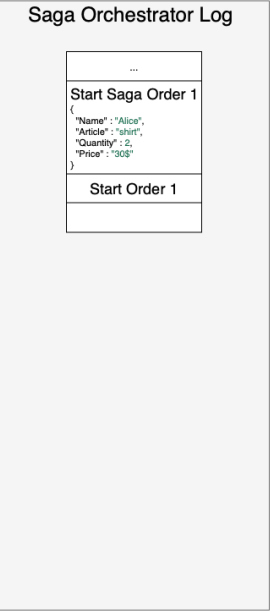 Saga Orchestrator Log
...
Start Saga Order 1
{
"Name" : "Alice",
"Article" : "shirt",
"Quantity" : 2,
"Price" : "30$"
}
Start Order 1